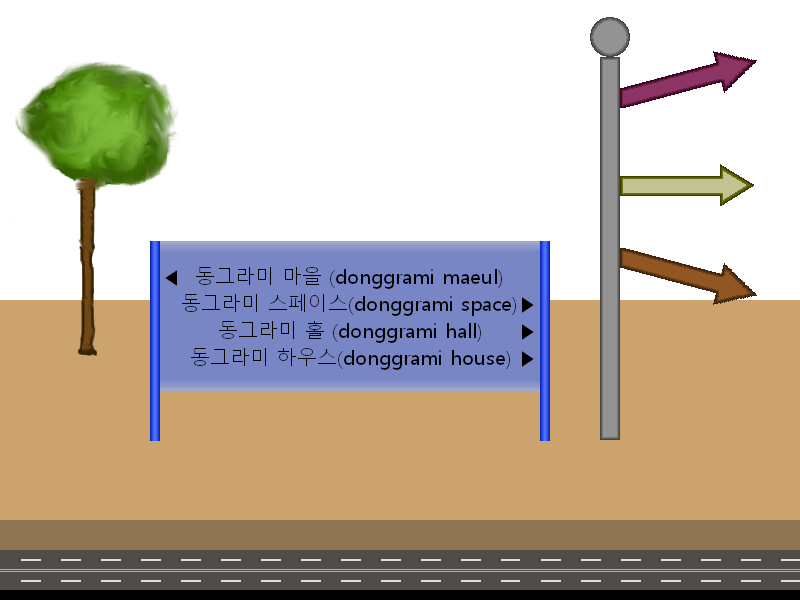 ◀ 동그라미 마을 (donggrami maeul)
동그라미 스페이스(donggrami space)▶
동그라미 홀 (donggrami hall) ▶
동그라미 하우스(donggrami house) ▶